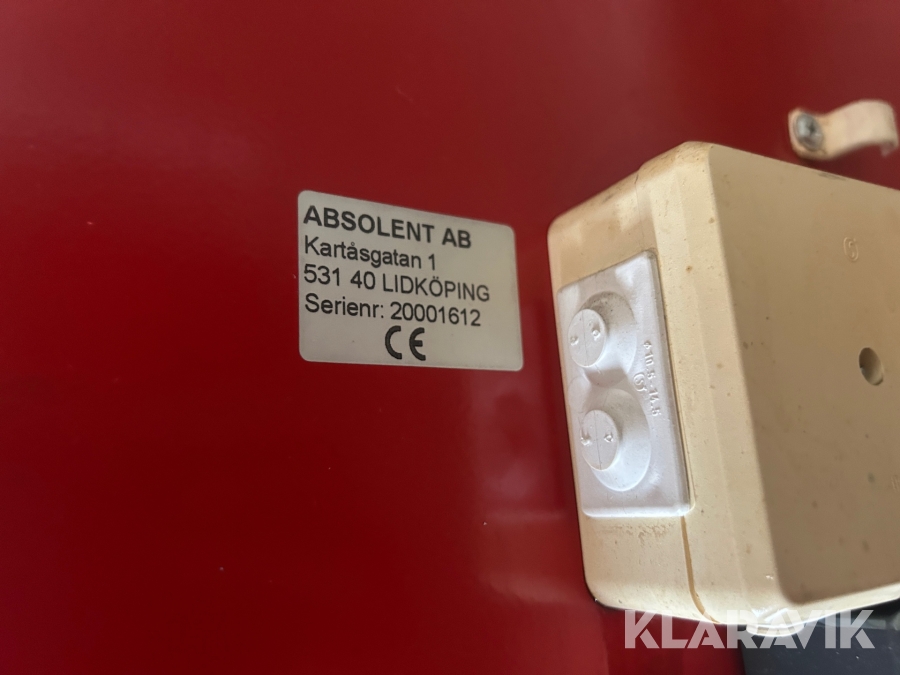 ABSOLENT AB
Kartåsgatan 1
531 40 LIDKÖPING
Serienr: 20001612
CE
KLARAVIK